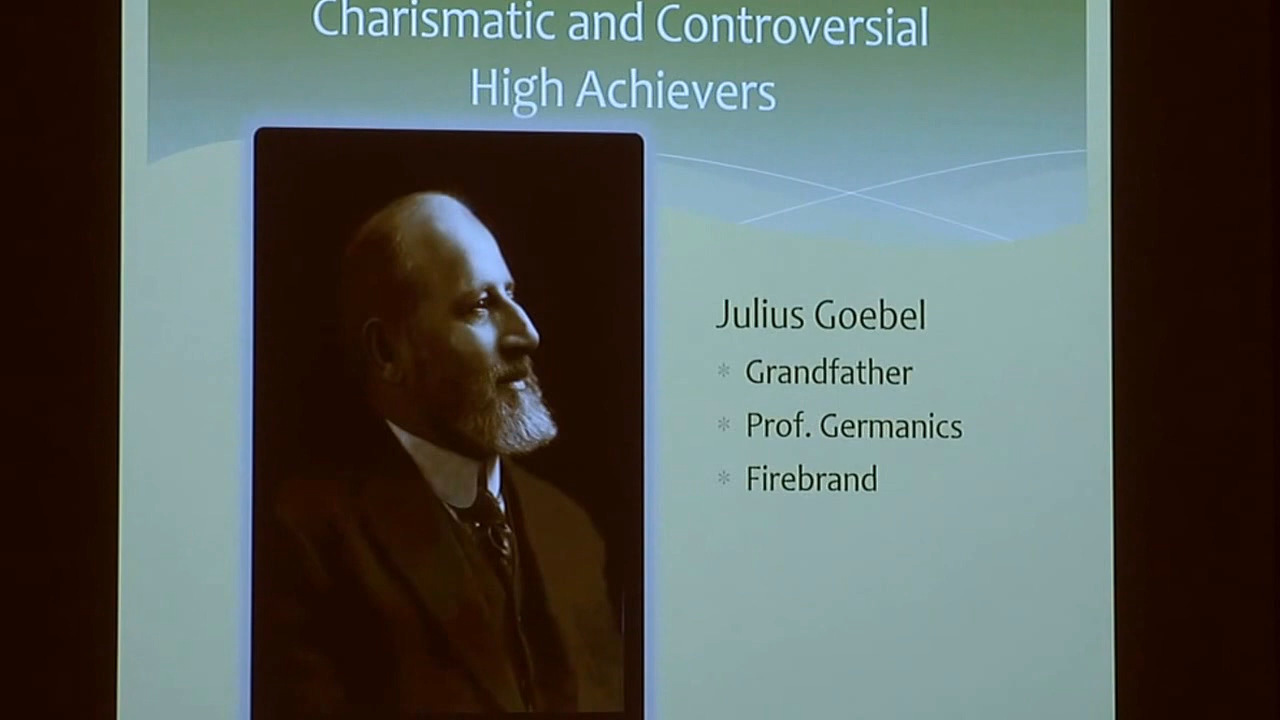 Charismatic and Controversial
High Achievers
Julius Goebel
* Grandfather
* Prof. Germanics
* Firebrand